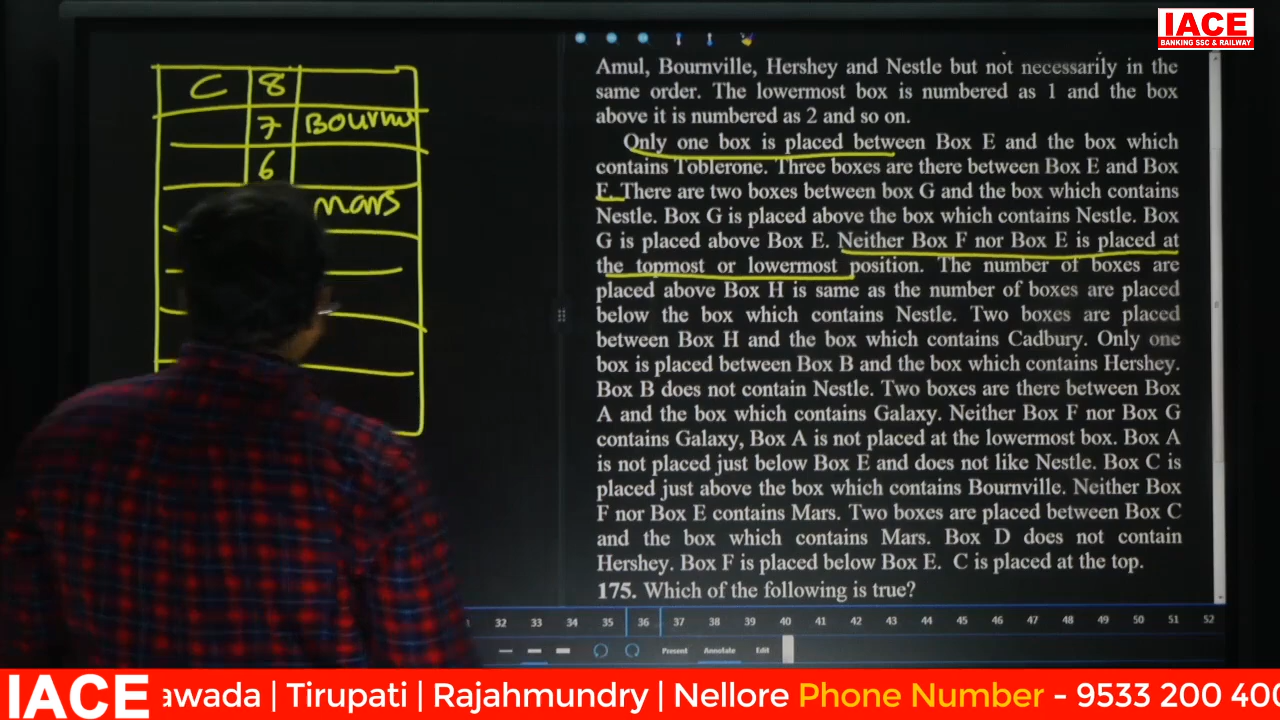 IACE
BANKING SSC & RAILWAY
C 8
7 Bournv
6
Mars
Amul, Bournville, Hershey and Nestle but not necessarily in the
same order. The lowermost box is numbered as 1 and the box
above it is numbered as 2 and so on.
Only one box is placed between Box E and the box which
contains Toblerone. Three boxes are there between Box E and Box
F. There are two boxes between box G and the box which contains
Nestle. Box G is placed above the box which contains Nestle. Box
G is placed above Box E. Neither Box F nor Box E is placed at
the topmost or lowermost position. The number of boxes are
placed above Box H is same as the number of boxes are placed
below the box which contains Nestle. Two boxes are placed
between Box H and the box which contains Cadbury. Only one
box is placed between Box B and the box which contains Hershey.
Box B does not contain Nestle. Two boxes are there between Box
A and the box which contains Galaxy. Neither Box F nor Box G
contains Galaxy, Box A is not placed at the lowermost box. Box A
is not placed just below Box E and does not like Nestle. Box C is
placed just above the box which contains Bournville. Neither Box
F nor Box E contains Mars. Two boxes are placed between Box C
and the box which contains Mars. Box D does not contain
Hershey. Box F is placed below Box E. C is placed at the top.
175. Which of the following is true?
32 33 34 35 36 37 38 39 40 41 42 43 44 45 46 47 48 49 50 51 52
Present Annotate Edit
IACE awada | Tirupati | Rajahmundry | Nellore Phone Number - 9533 200 400